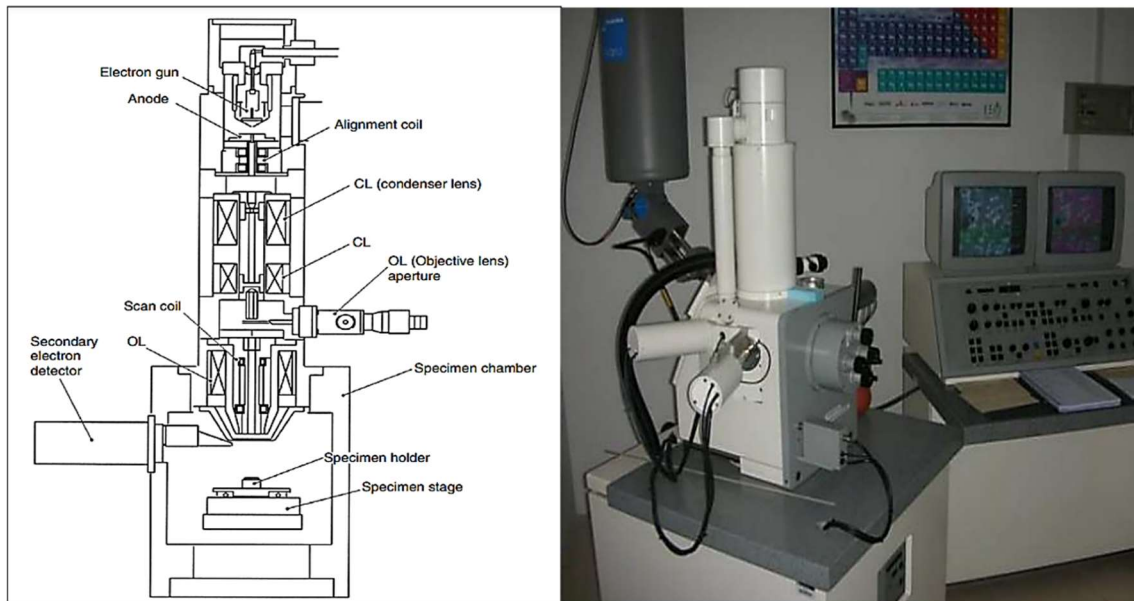 Electron gun
Anode
Alignment coil
CL (condenser lens)
CL
OL (Objective lens)
aperture
Scan coil
Secondary
electron
detector
OL
Specimen chamber
Specimen holder
Specimen stage